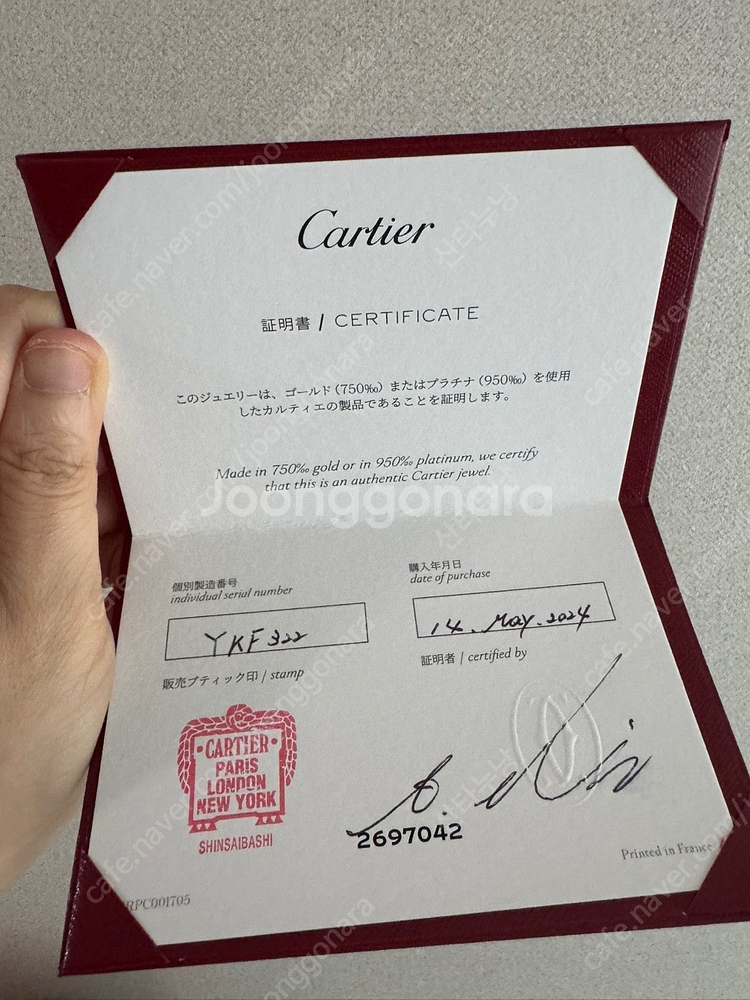 Cartier
証明書 / CERTIFICATE
このジュエリーは、ゴールド（750‰）またはプラチナ（950‰）を使用
したカルティエの製品であることを証明します。
Made in 750‰ gold or in 950‰ platinum, we certify
that this is an authentic Cartier jewel.
Joonggonara
個別製造番号
individual serial number
YKF322
購入年月日
date of purchase
14. May. 2024
販売ブティック印 / stamp
証明者 / certified by
CARTIER
PARIS
LONDON
NEW YORK
SHINSAIBASHI
2697042
Printed in France
RPC001705
cafe.naver.com/joonggonara